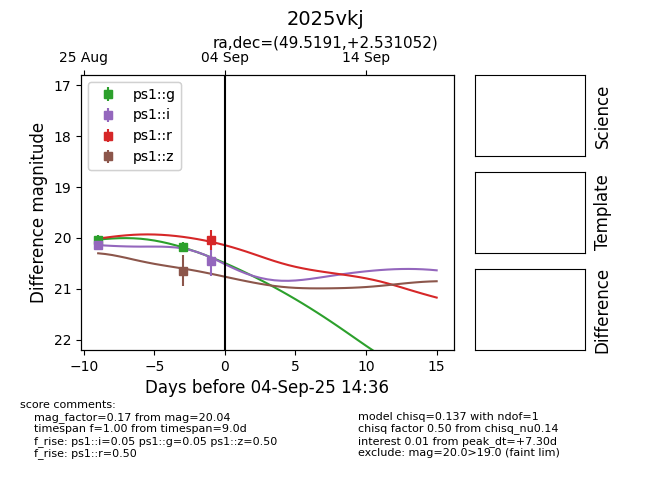 2025vkj
ra,dec=(49.5191,+2.531052)
25 Aug
04 Sep
14 Sep
17
18
19
20
21
22
Difference magnitude
ps1::g
ps1::i
ps1::r
ps1::z
−10
−5
0
5
10
15
Days before 04-Sep-25 14:36
Science
Template
Difference
score comments:
mag_factor=0.17 from mag=20.04
timespan f=1.00 from timespan=9.0d
f_rise: ps1::i=0.05 ps1::g=0.05 ps1::z=0.50
f_rise: ps1::r=0.50
model chisq=0.137 with ndof=1
chisq factor 0.50 from chisq_nu0.14
interest 0.01 from peak_dt=+7.30d
exclude: mag=20.0>19.0 (faint lim)